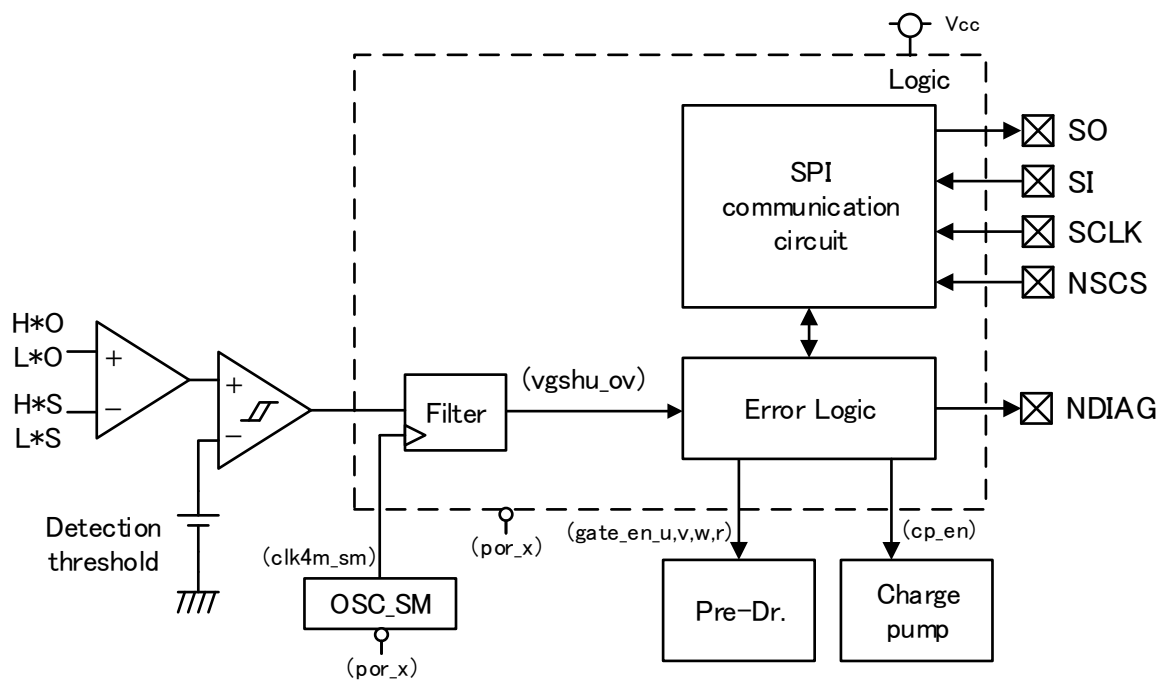 Vcc
Logic
SPI
communication
circuit
SO
SI
SCLK
NSCS
H*O
L*O
H*S
L*S
+
−
+
−
Filter
(vgshu_ov)
Error Logic
NDIAG
Detection
threshold
(clk4m_sm)
(por_x)
(gate_en_u,v,w,r)
(cp_en)
OSC_SM
(por_x)
Pre-Dr.
Charge
pump